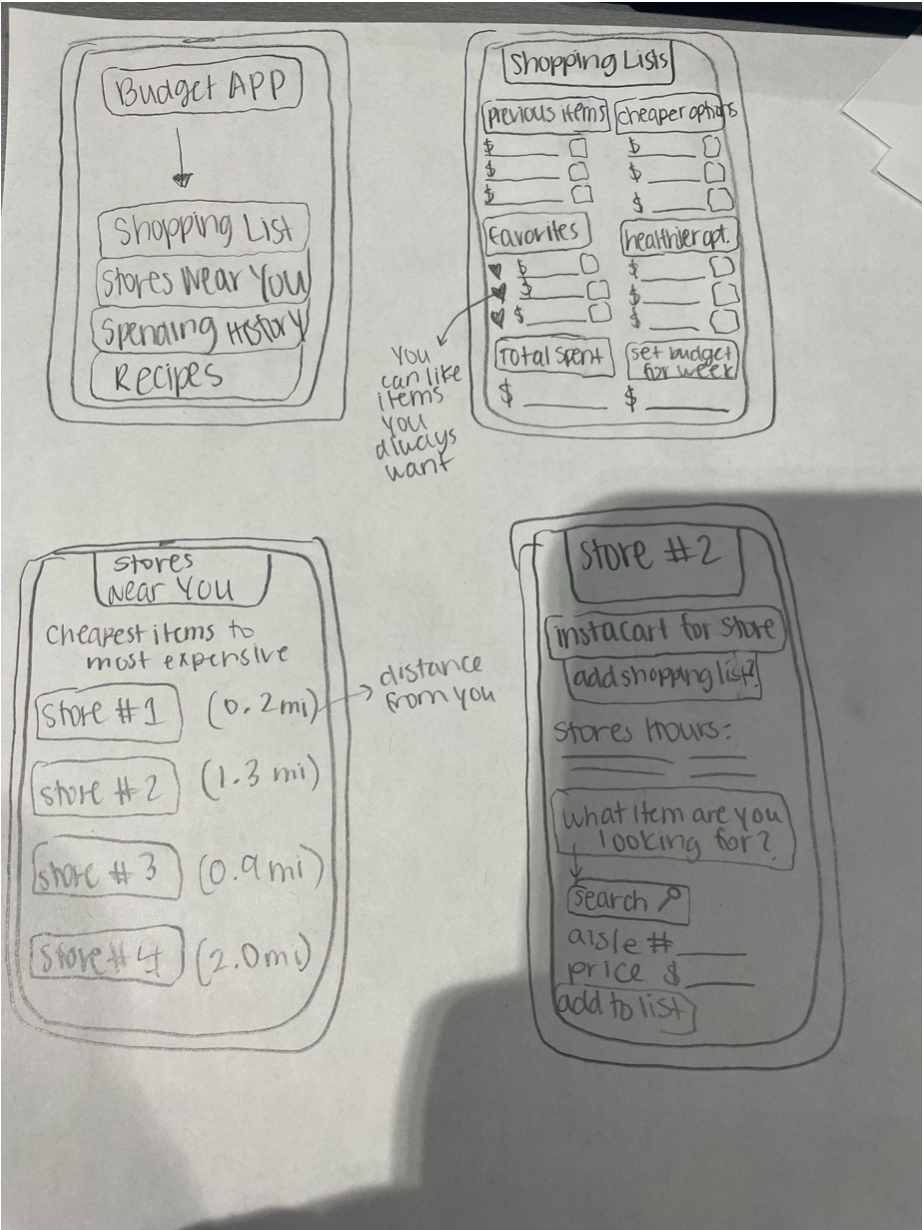 Budget APP
Shopping List
Stores Near You
Spending History
Recipes
Shopping Lists
previous items
$
$
$
cheaper options
$
$
$
Favorites
$
$
$
healthier opt.
$
$
$
Total Spent
$
set budget
for week
$
You
can like
items
you
always
want
Stores
Near You
Cheapest items to
most expensive
Store #1 (0.2mi)
store #2 (1.3 mi)
store #3 (0.9mi)
Store #4 (2.0mi)
distance
from you
Store #2
instacart for store
add shopping list?
Stores Hours:
What item are you
looking for?
Search
aisle #
price $
add to list